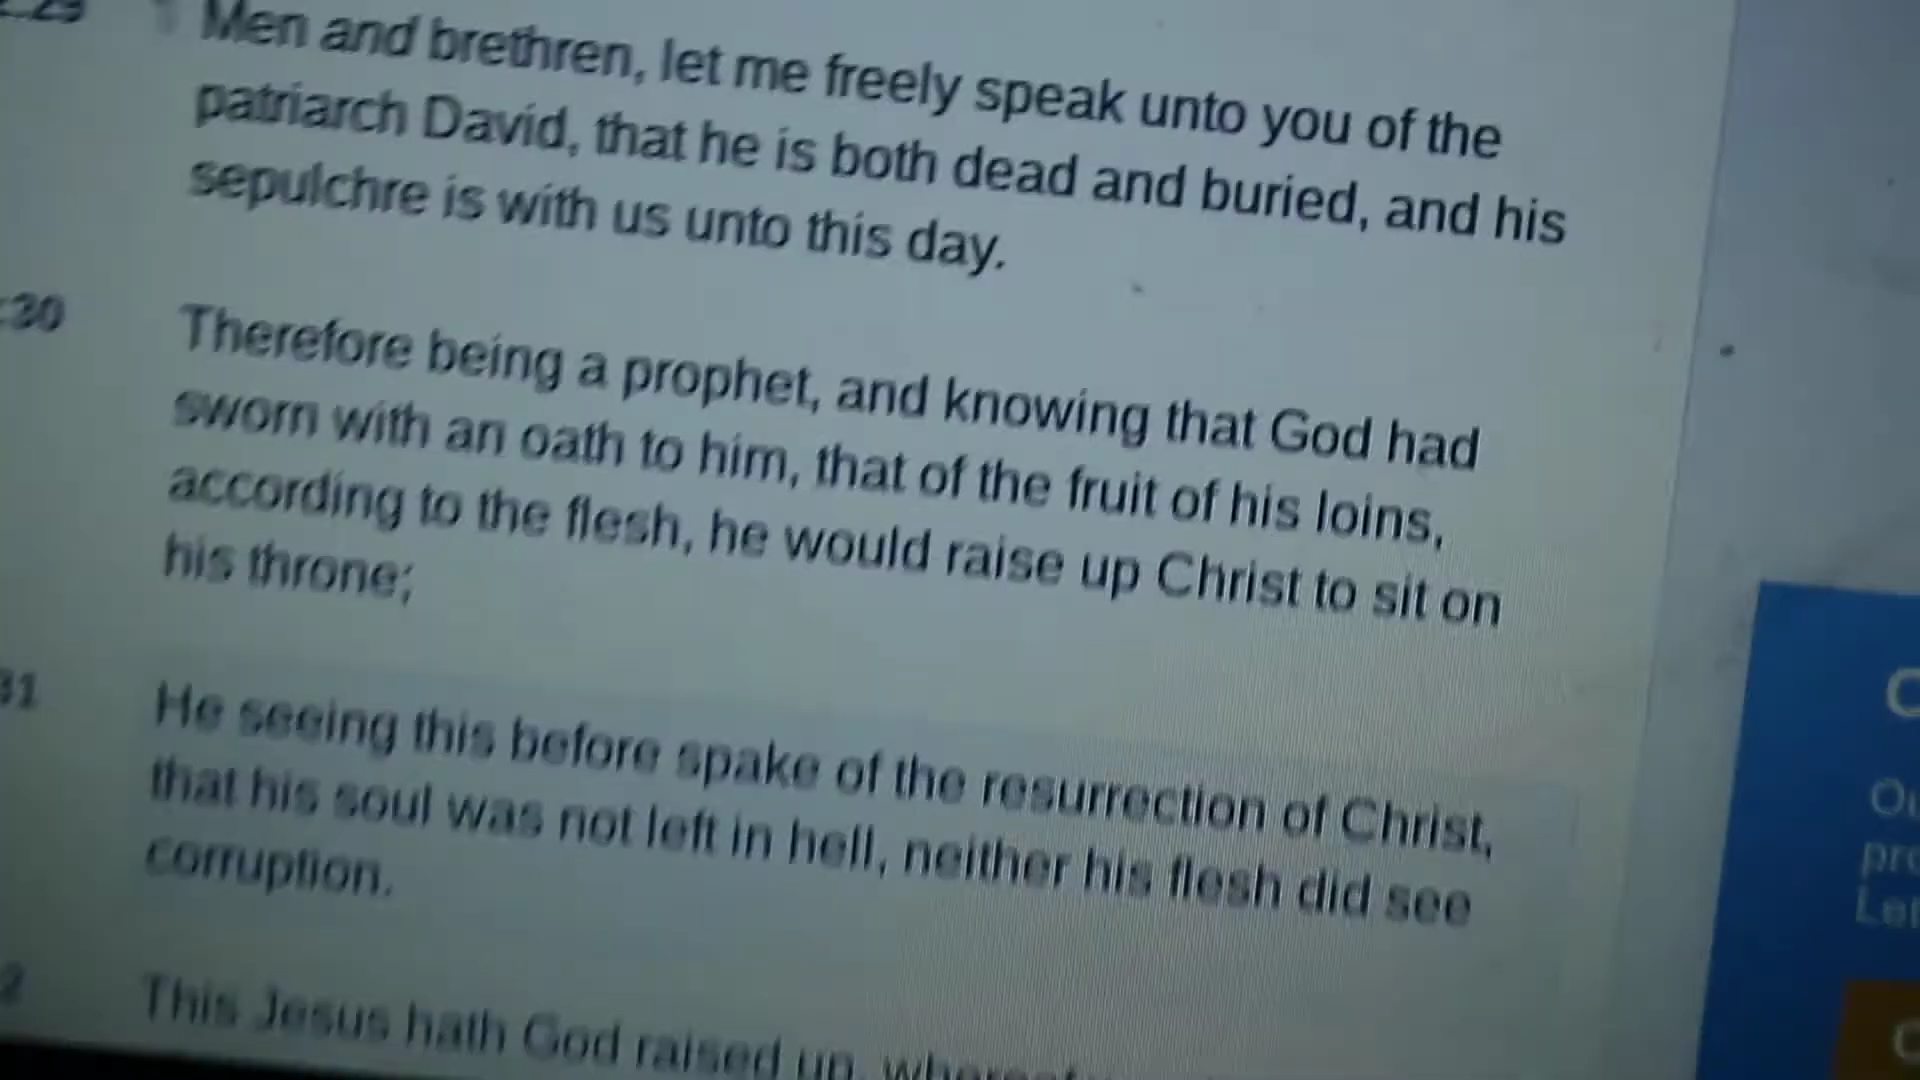 Men and brethren, let me freely speak unto you of the
patriarch David, that he is both dead and buried, and his
sepulchre is with us unto this day.
:30
Therefore being a prophet, and knowing that God had
sworn with an oath to him, that of the fruit of his loins,
according to the flesh, he would raise up Christ to sit on
his throne;
31
He seeing this before spake of the resurrection of Christ,
that his soul was not left in hell, neither his flesh did see
corruption.
2
This Jesus hath God raised up,